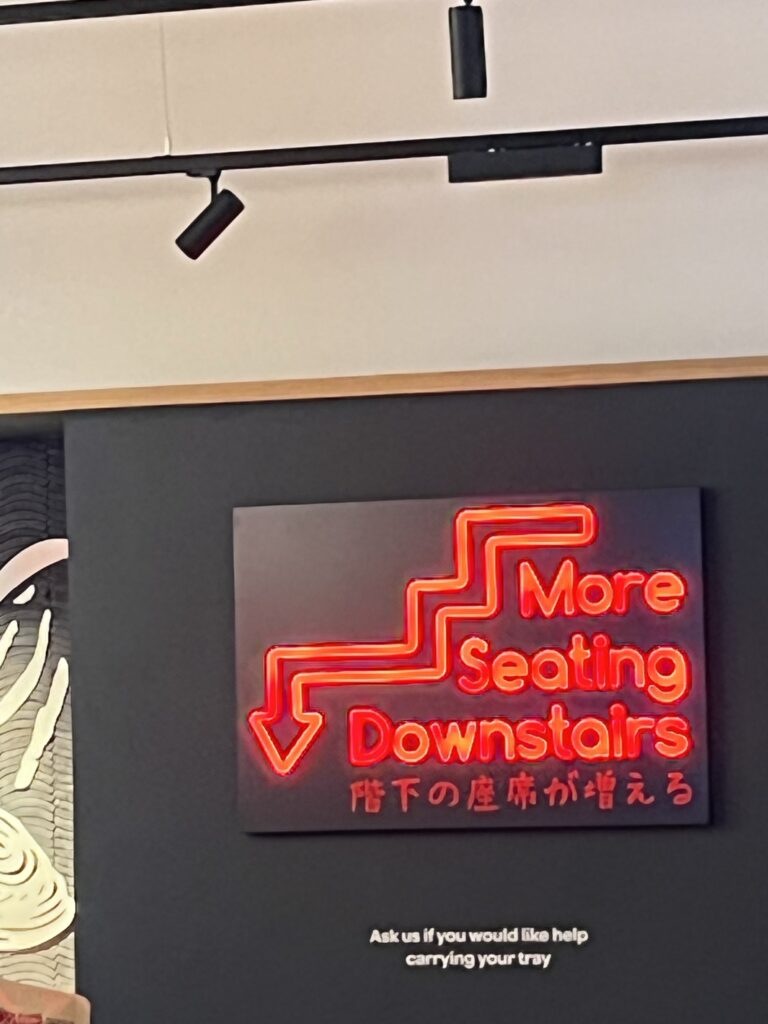 More
Seating
Downstairs
階下の座席が増える
Ask us if you would like help
carrying your tray